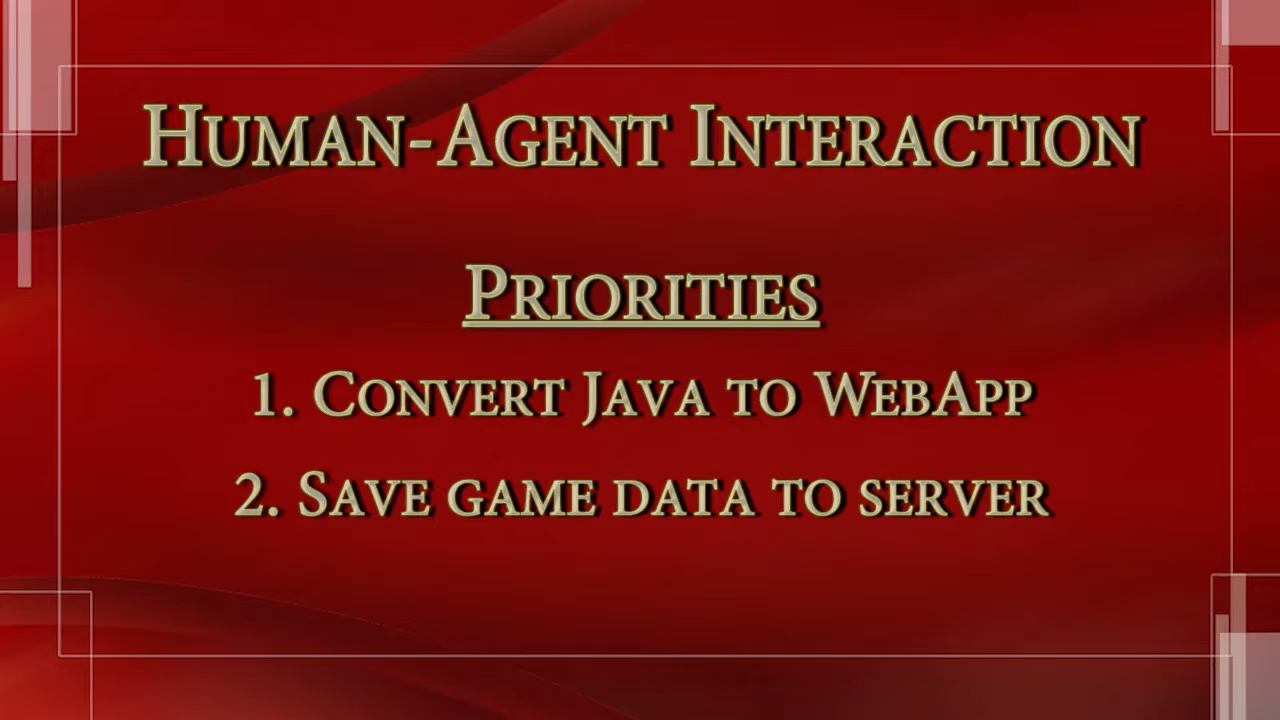 Human-Agent Interaction
Priorities
1. Convert Java to WebApp
2. Save game data to server